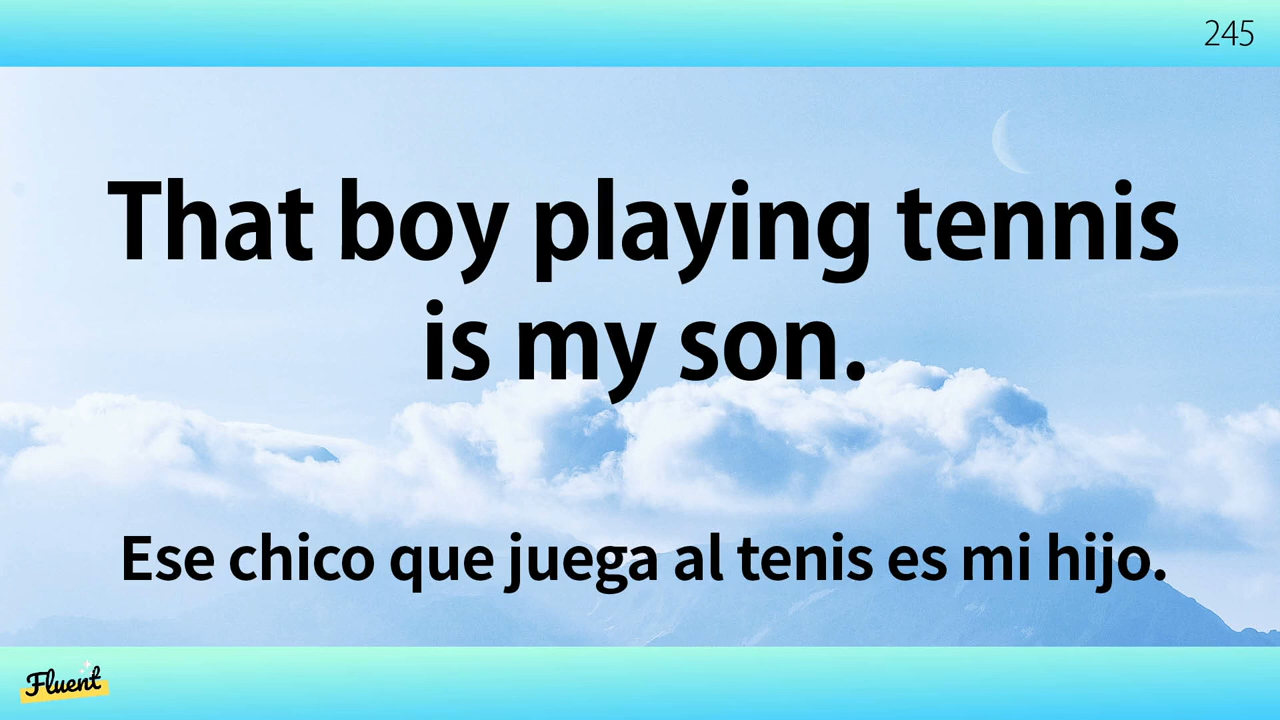 245
That boy playing tennis
is my son.
Ese chico que juega al tenis es mi hijo.
Fluent